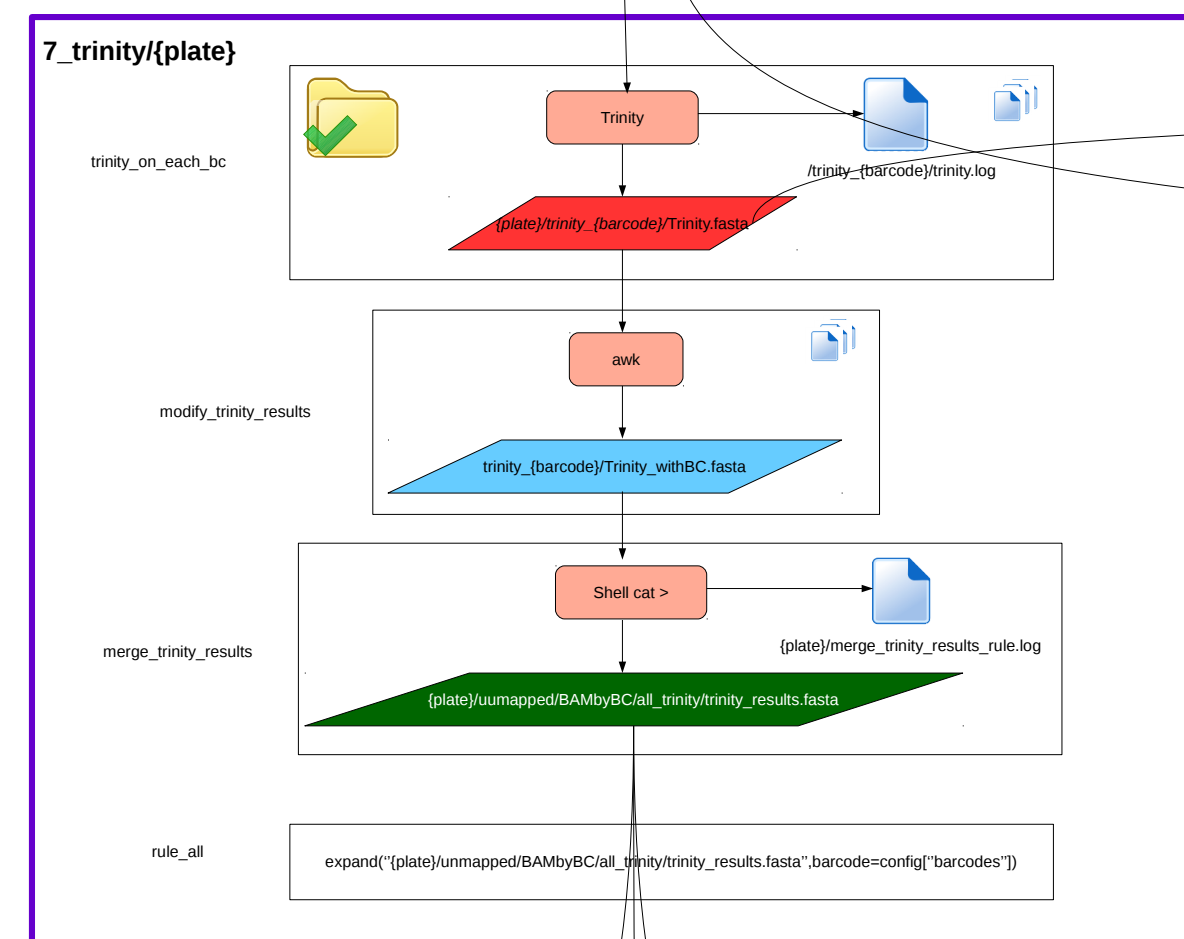 7_trinity/{plate}
Trinity
trinity_on_each_bc
/trinity_{barcode}/trinity.log
{plate}/trinity_{barcode}/Trinity.fasta
awk
modify_trinity_results
trinity_{barcode}/Trinity_withBC.fasta
Shell cat >
merge_trinity_results
{plate}/merge_trinity_results_rule.log
{plate}/uumapped/BAMbyBC/all_trinity/trinity_results.fasta
rule_all
expand(‘'{plate}/unmapped/BAMbyBC/all_trinity/trinity_results.fasta’',barcode=config[‘'barcodes’'])